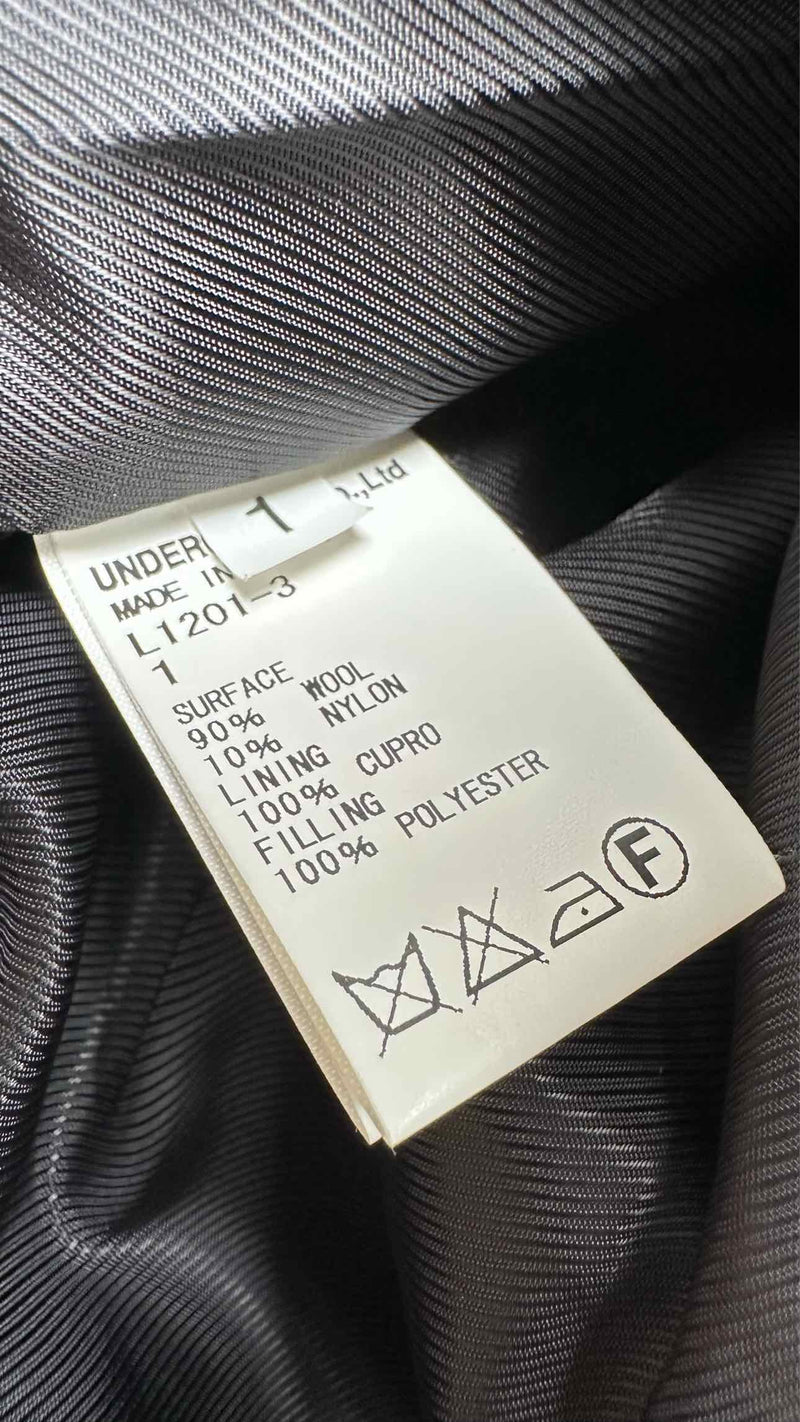 1
UNDER .,Ltd
MADE IN
L1201-3
1
SURFACE
90% WOOL
10% NYLON
LINING
100% CUPRO
FILLING
100% POLYESTER
F